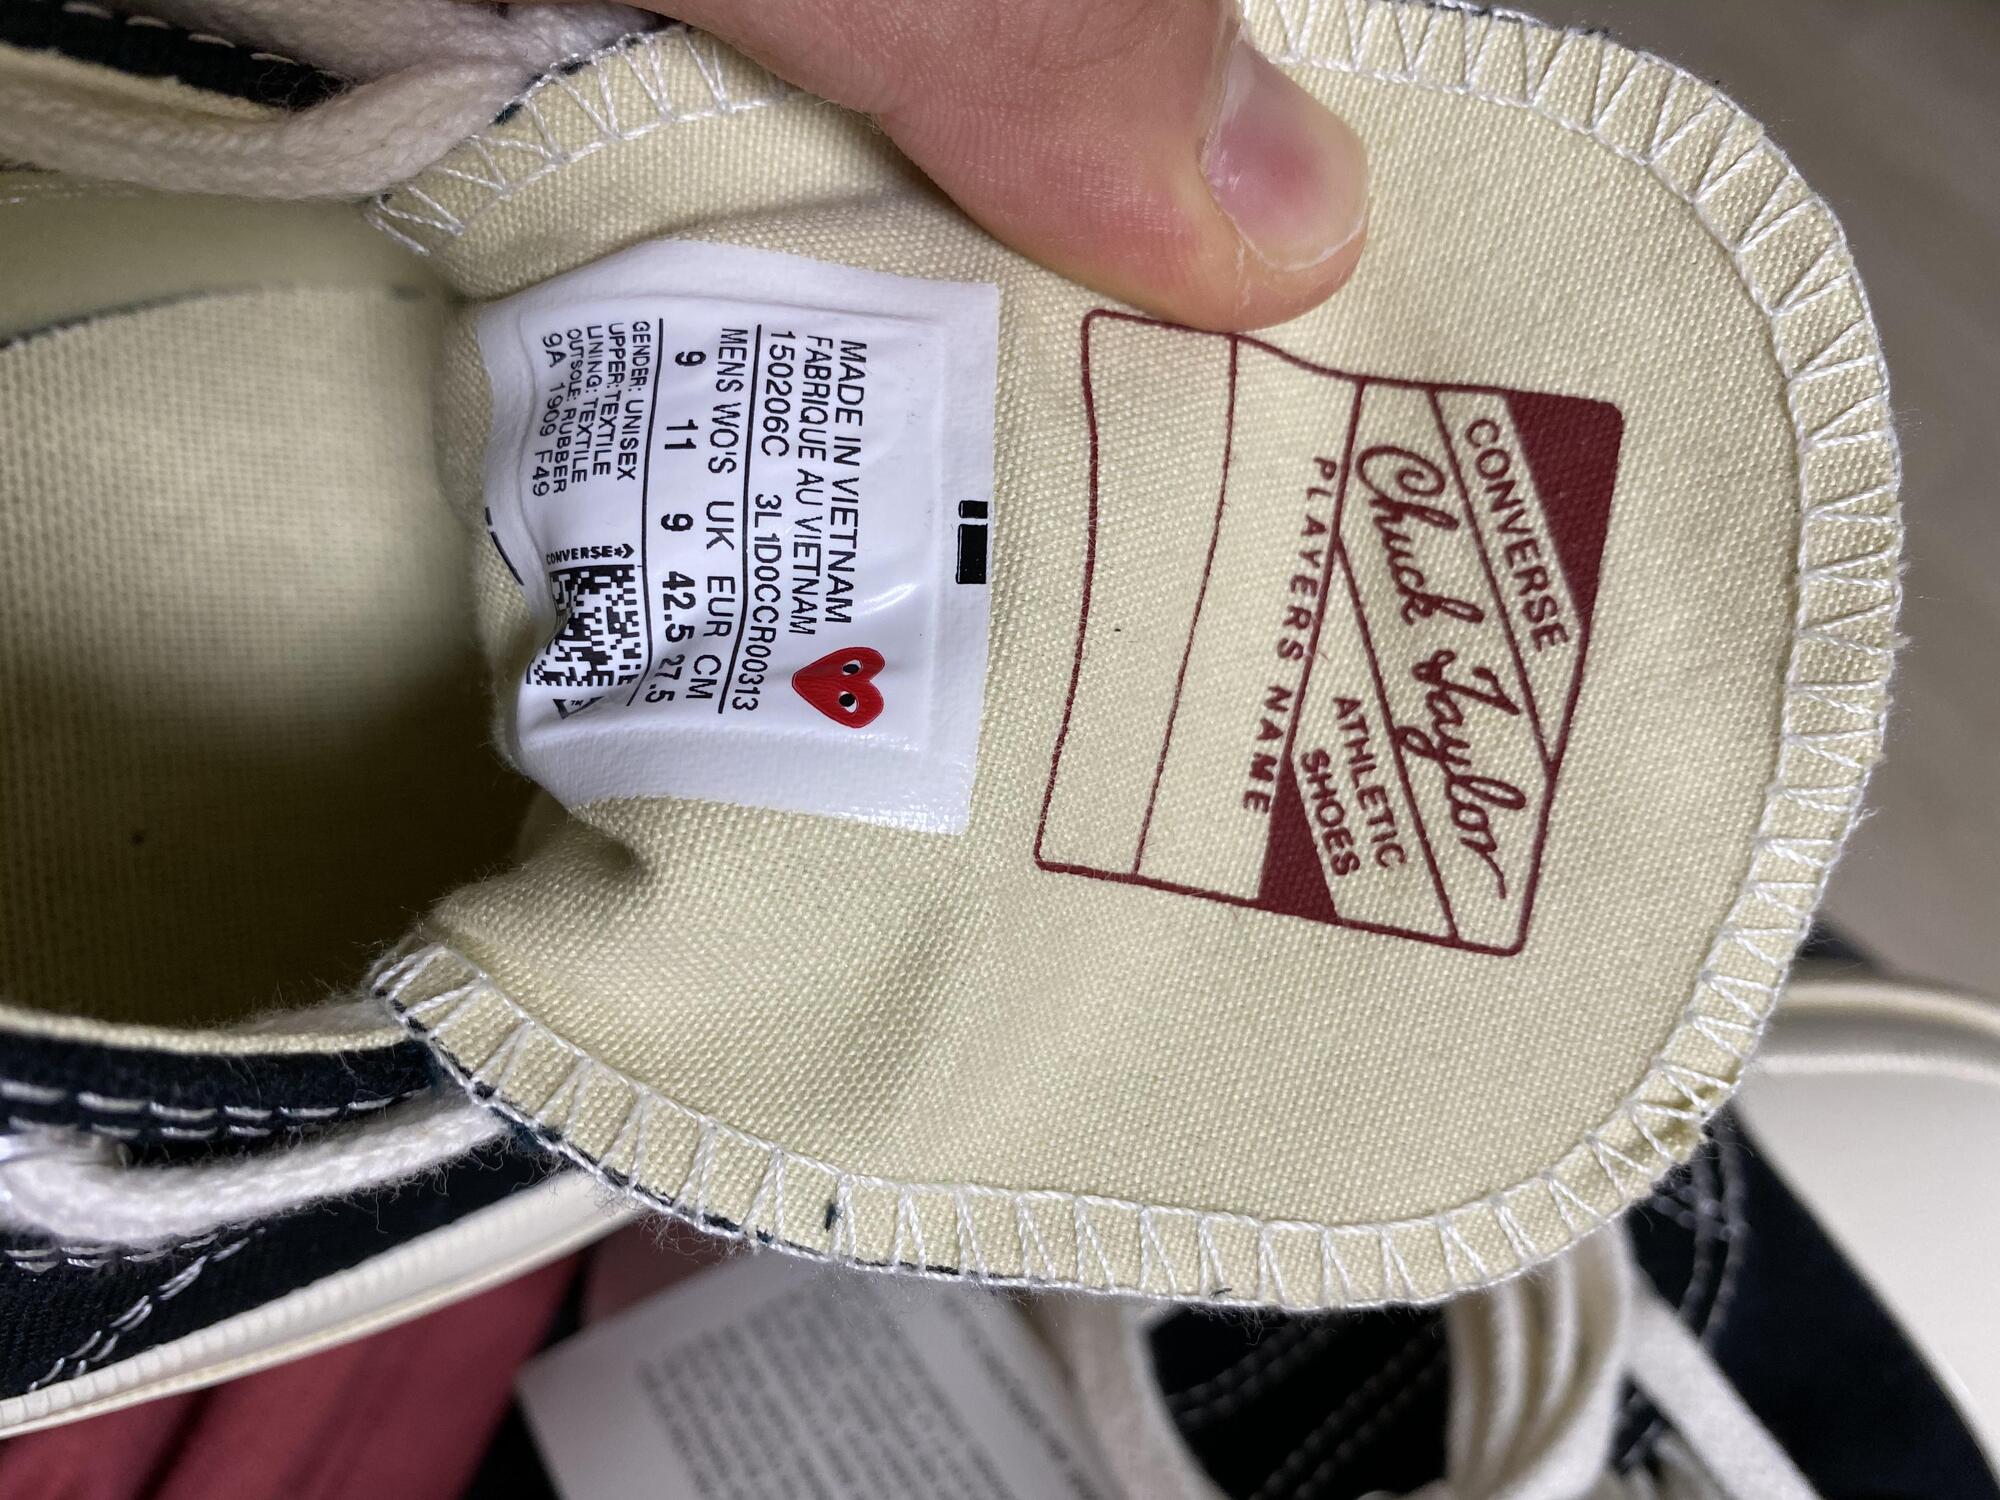 MADE IN VIETNAM
FABRIQUE AU VIETNAM
150206C 3L1D0CCR00313
MENS WO'S UK EUR CM
9 11 9 42.5 27.5
GENDER: UNISEX
UPPER: TEXTILE
LINING: TEXTILE
OUTSOLE: RUBBER
9A 1909 F49
CONVERSE
TM
CONVERSE
Chuck Taylor
ATHLETIC
SHOES
PLAYERS NAME